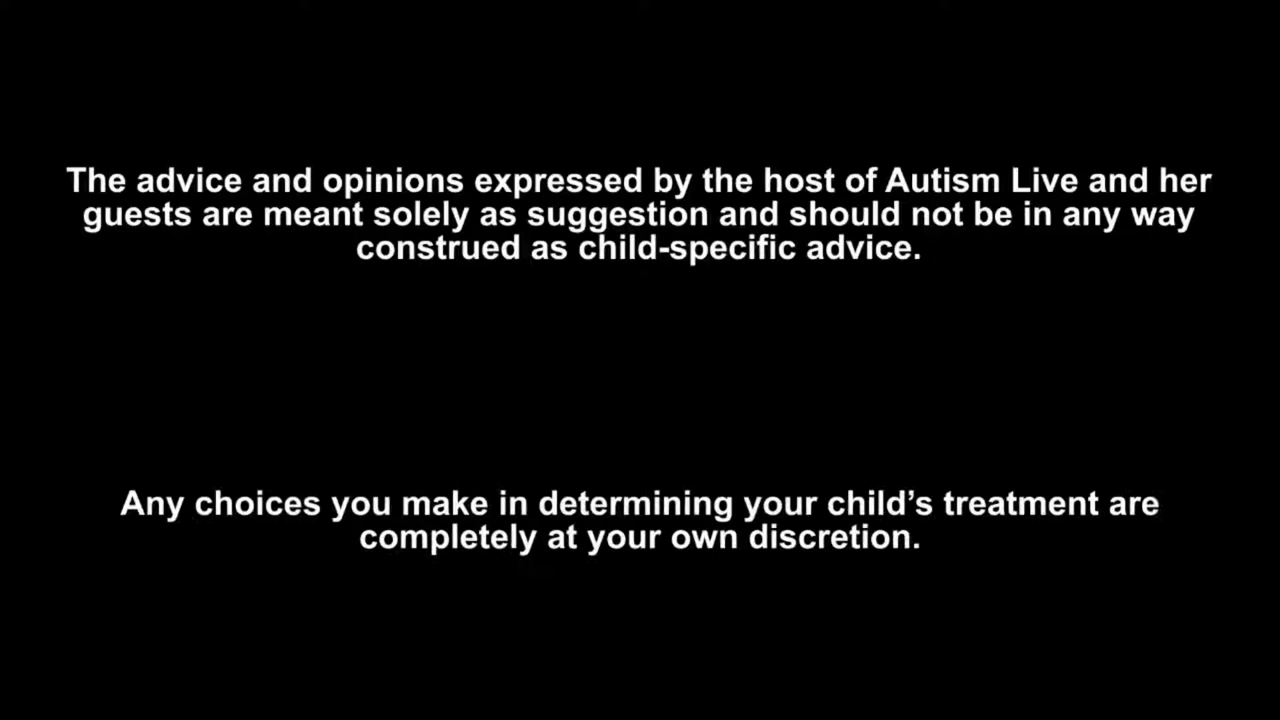 The advice and opinions expressed by the host of Autism Live and her
guests are meant solely as suggestion and should not be in any way
construed as child-specific advice.
Any choices you make in determining your child’s treatment are
completely at your own discretion.